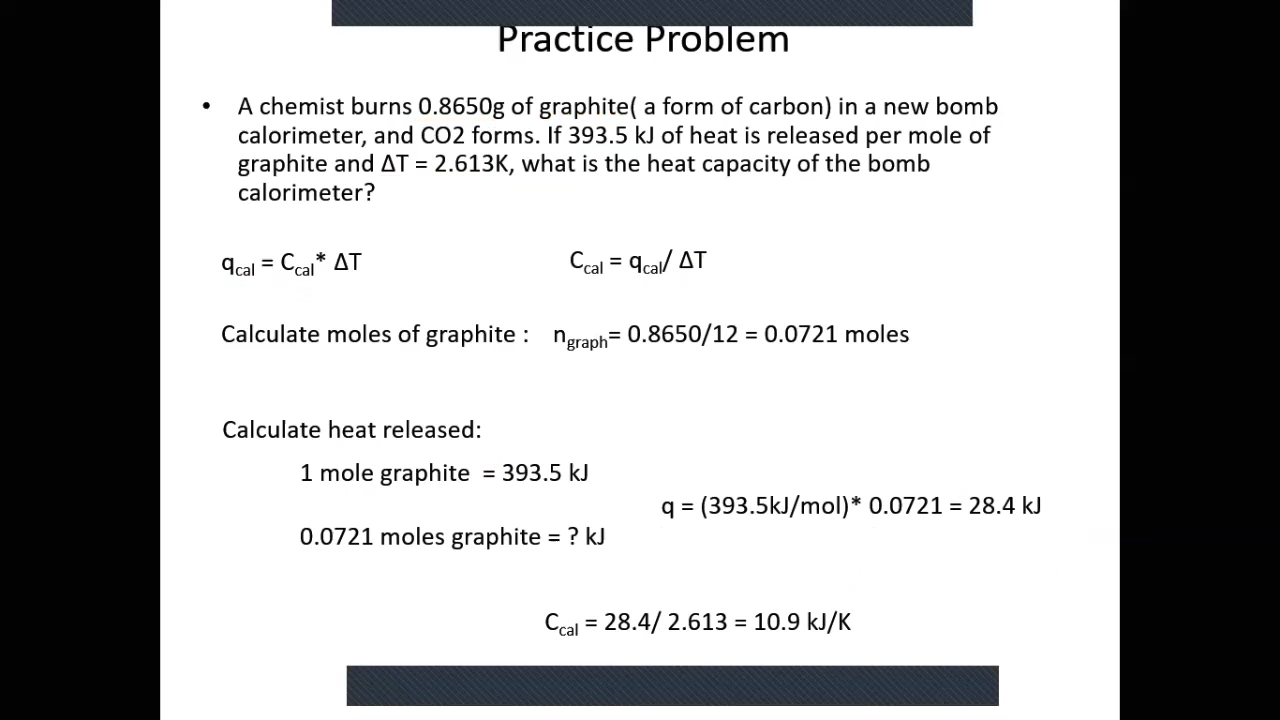 Practice Problem
• A chemist burns 0.8650g of graphite( a form of carbon) in a new bomb
calorimeter, and CO2 forms. If 393.5 kJ of heat is released per mole of
graphite and ΔT = 2.613K, what is the heat capacity of the bomb
calorimeter?
qcal = Ccal* ΔT
Ccal = qcal/ ΔT
Calculate moles of graphite : ngraph= 0.8650/12 = 0.0721 moles
Calculate heat released:
1 mole graphite = 393.5 kJ
q = (393.5kJ/mol)* 0.0721 = 28.4 kJ
0.0721 moles graphite = ? kJ
Ccal = 28.4/ 2.613 = 10.9 kJ/K